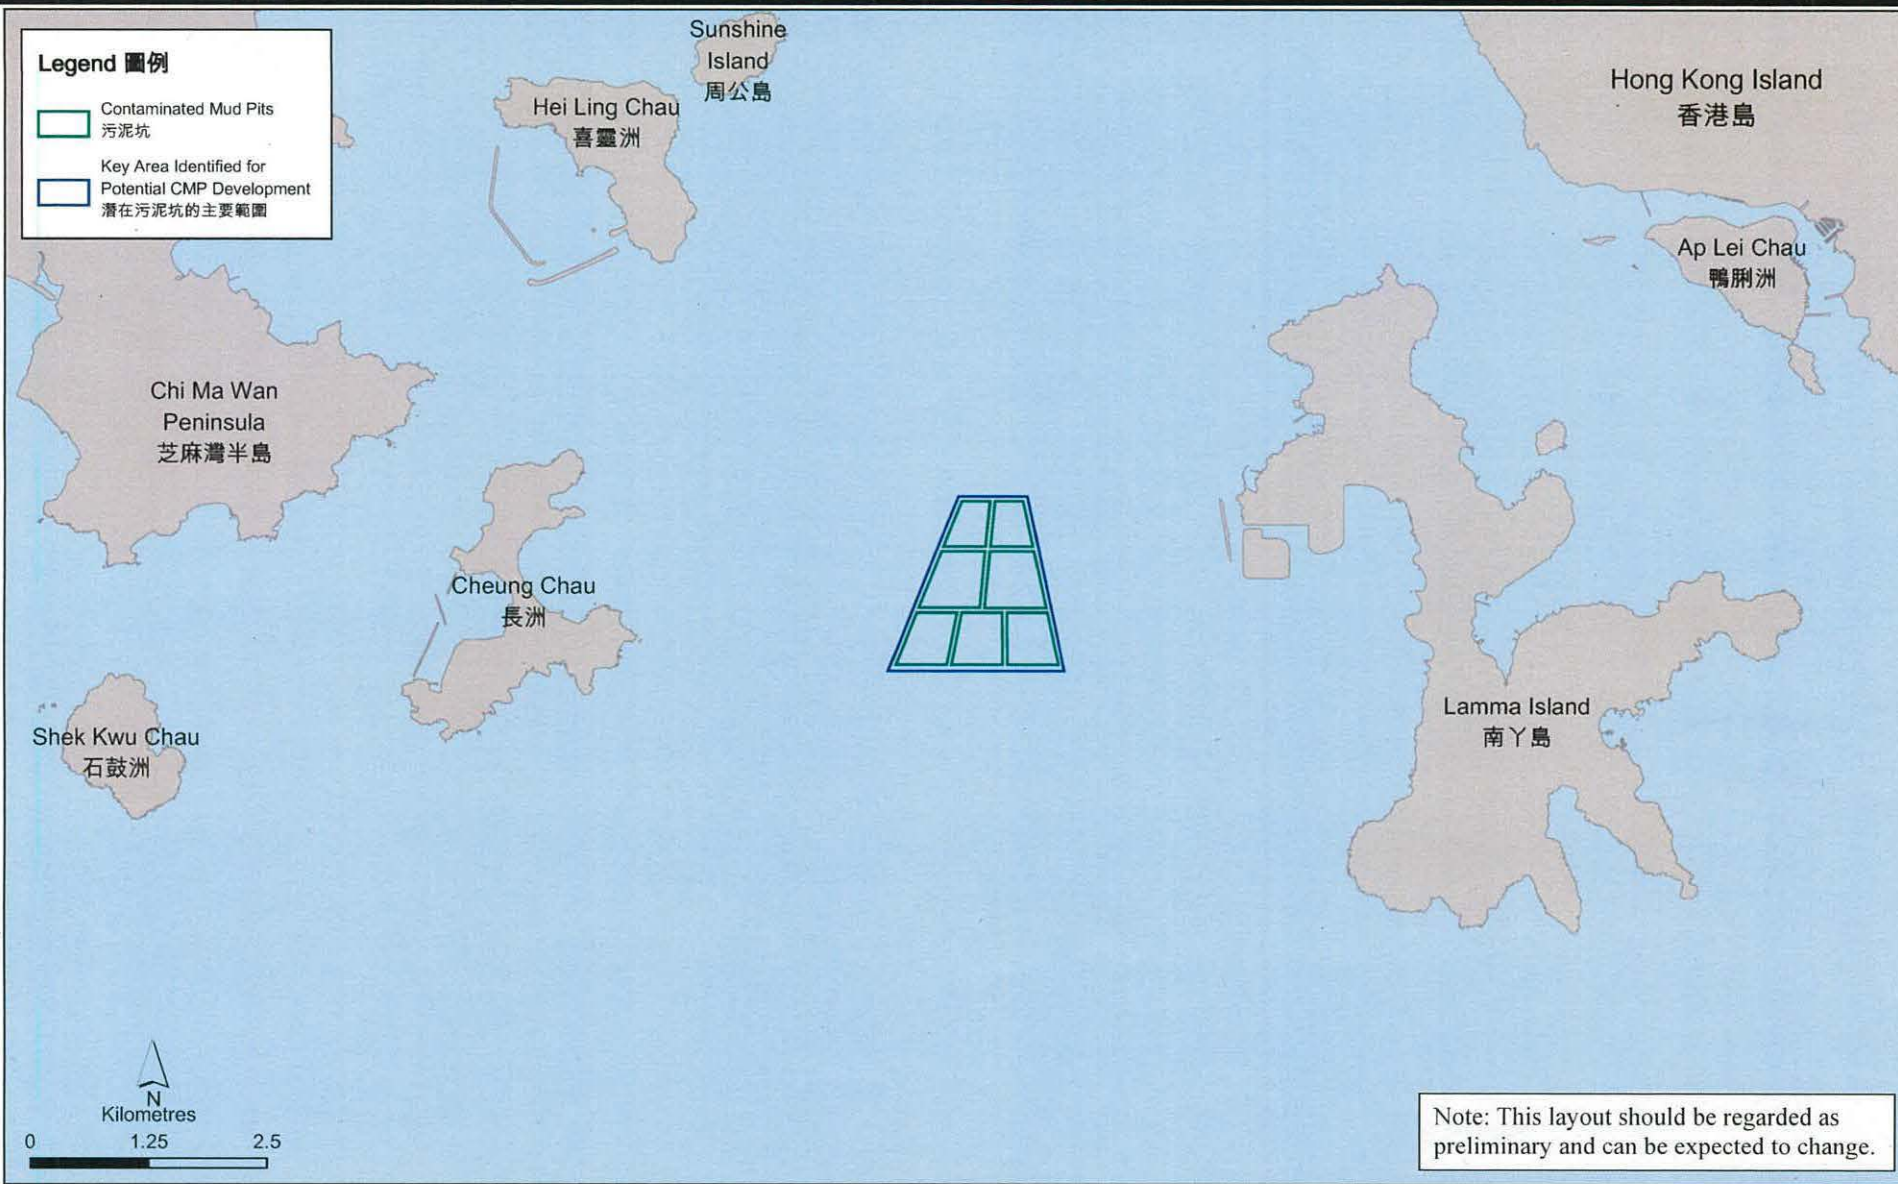 Legend 圖例
Contaminated Mud Pits
污泥坑
Key Area Identified for
Potential CMP Development
潛在污泥坑的主要範圍
Sunshine
Island
周公島
Hei Ling Chau
喜靈洲
Hong Kong Island
香港島
Ap Lei Chau
鴨脷洲
Chi Ma Wan
Peninsula
芝麻灣半島
Cheung Chau
長洲
Lamma Island
南丫島
Shek Kwu Chau
石鼓洲
N
Kilometres
0 1.25 2.5
Note: This layout should be regarded as
preliminary and can be expected to change.